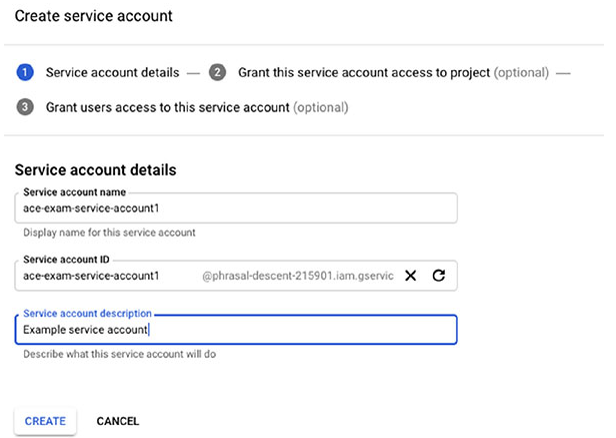 Create service account
1 Service account details — 2 Grant this service account access to project (optional) —
3 Grant users access to this service account (optional)
Service account details
Service account name
ace-exam-service-account1
Display name for this service account
Service account ID
ace-exam-service-account1 @phrasal-descent-215901.iam.gservic
Service account description
Example service account
Describe what this service account will do
CREATE CANCEL